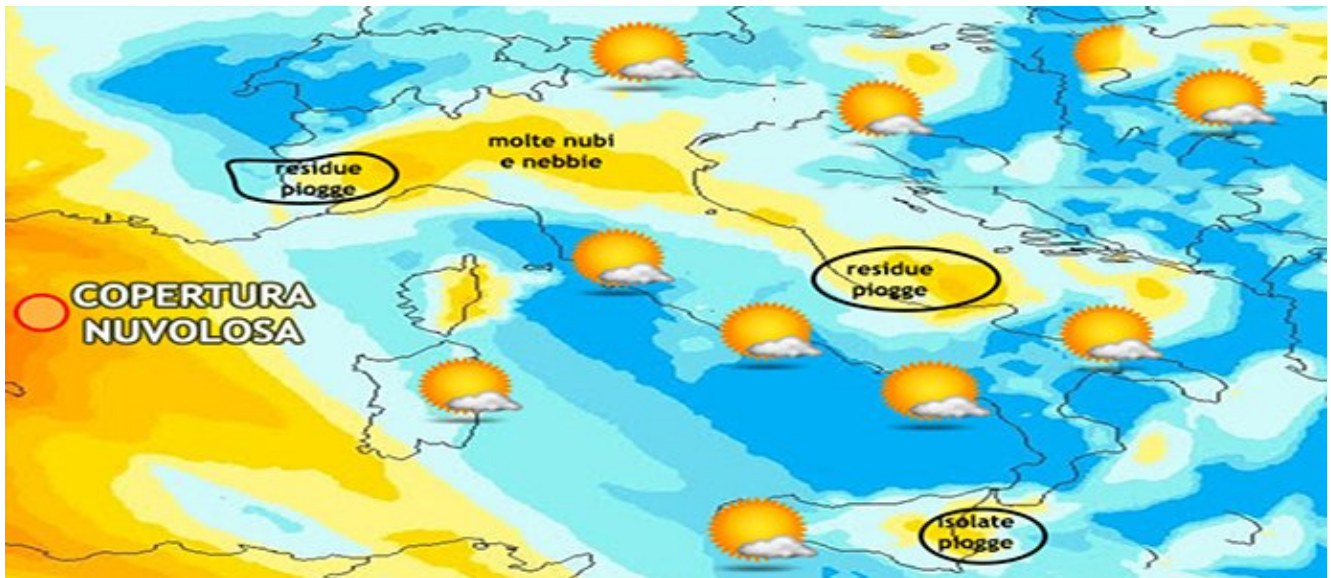 molte nubi
e nebbie
residue
piogge
residue
piogge
COPERTURA
NUVOLOSA
isolate
piogge